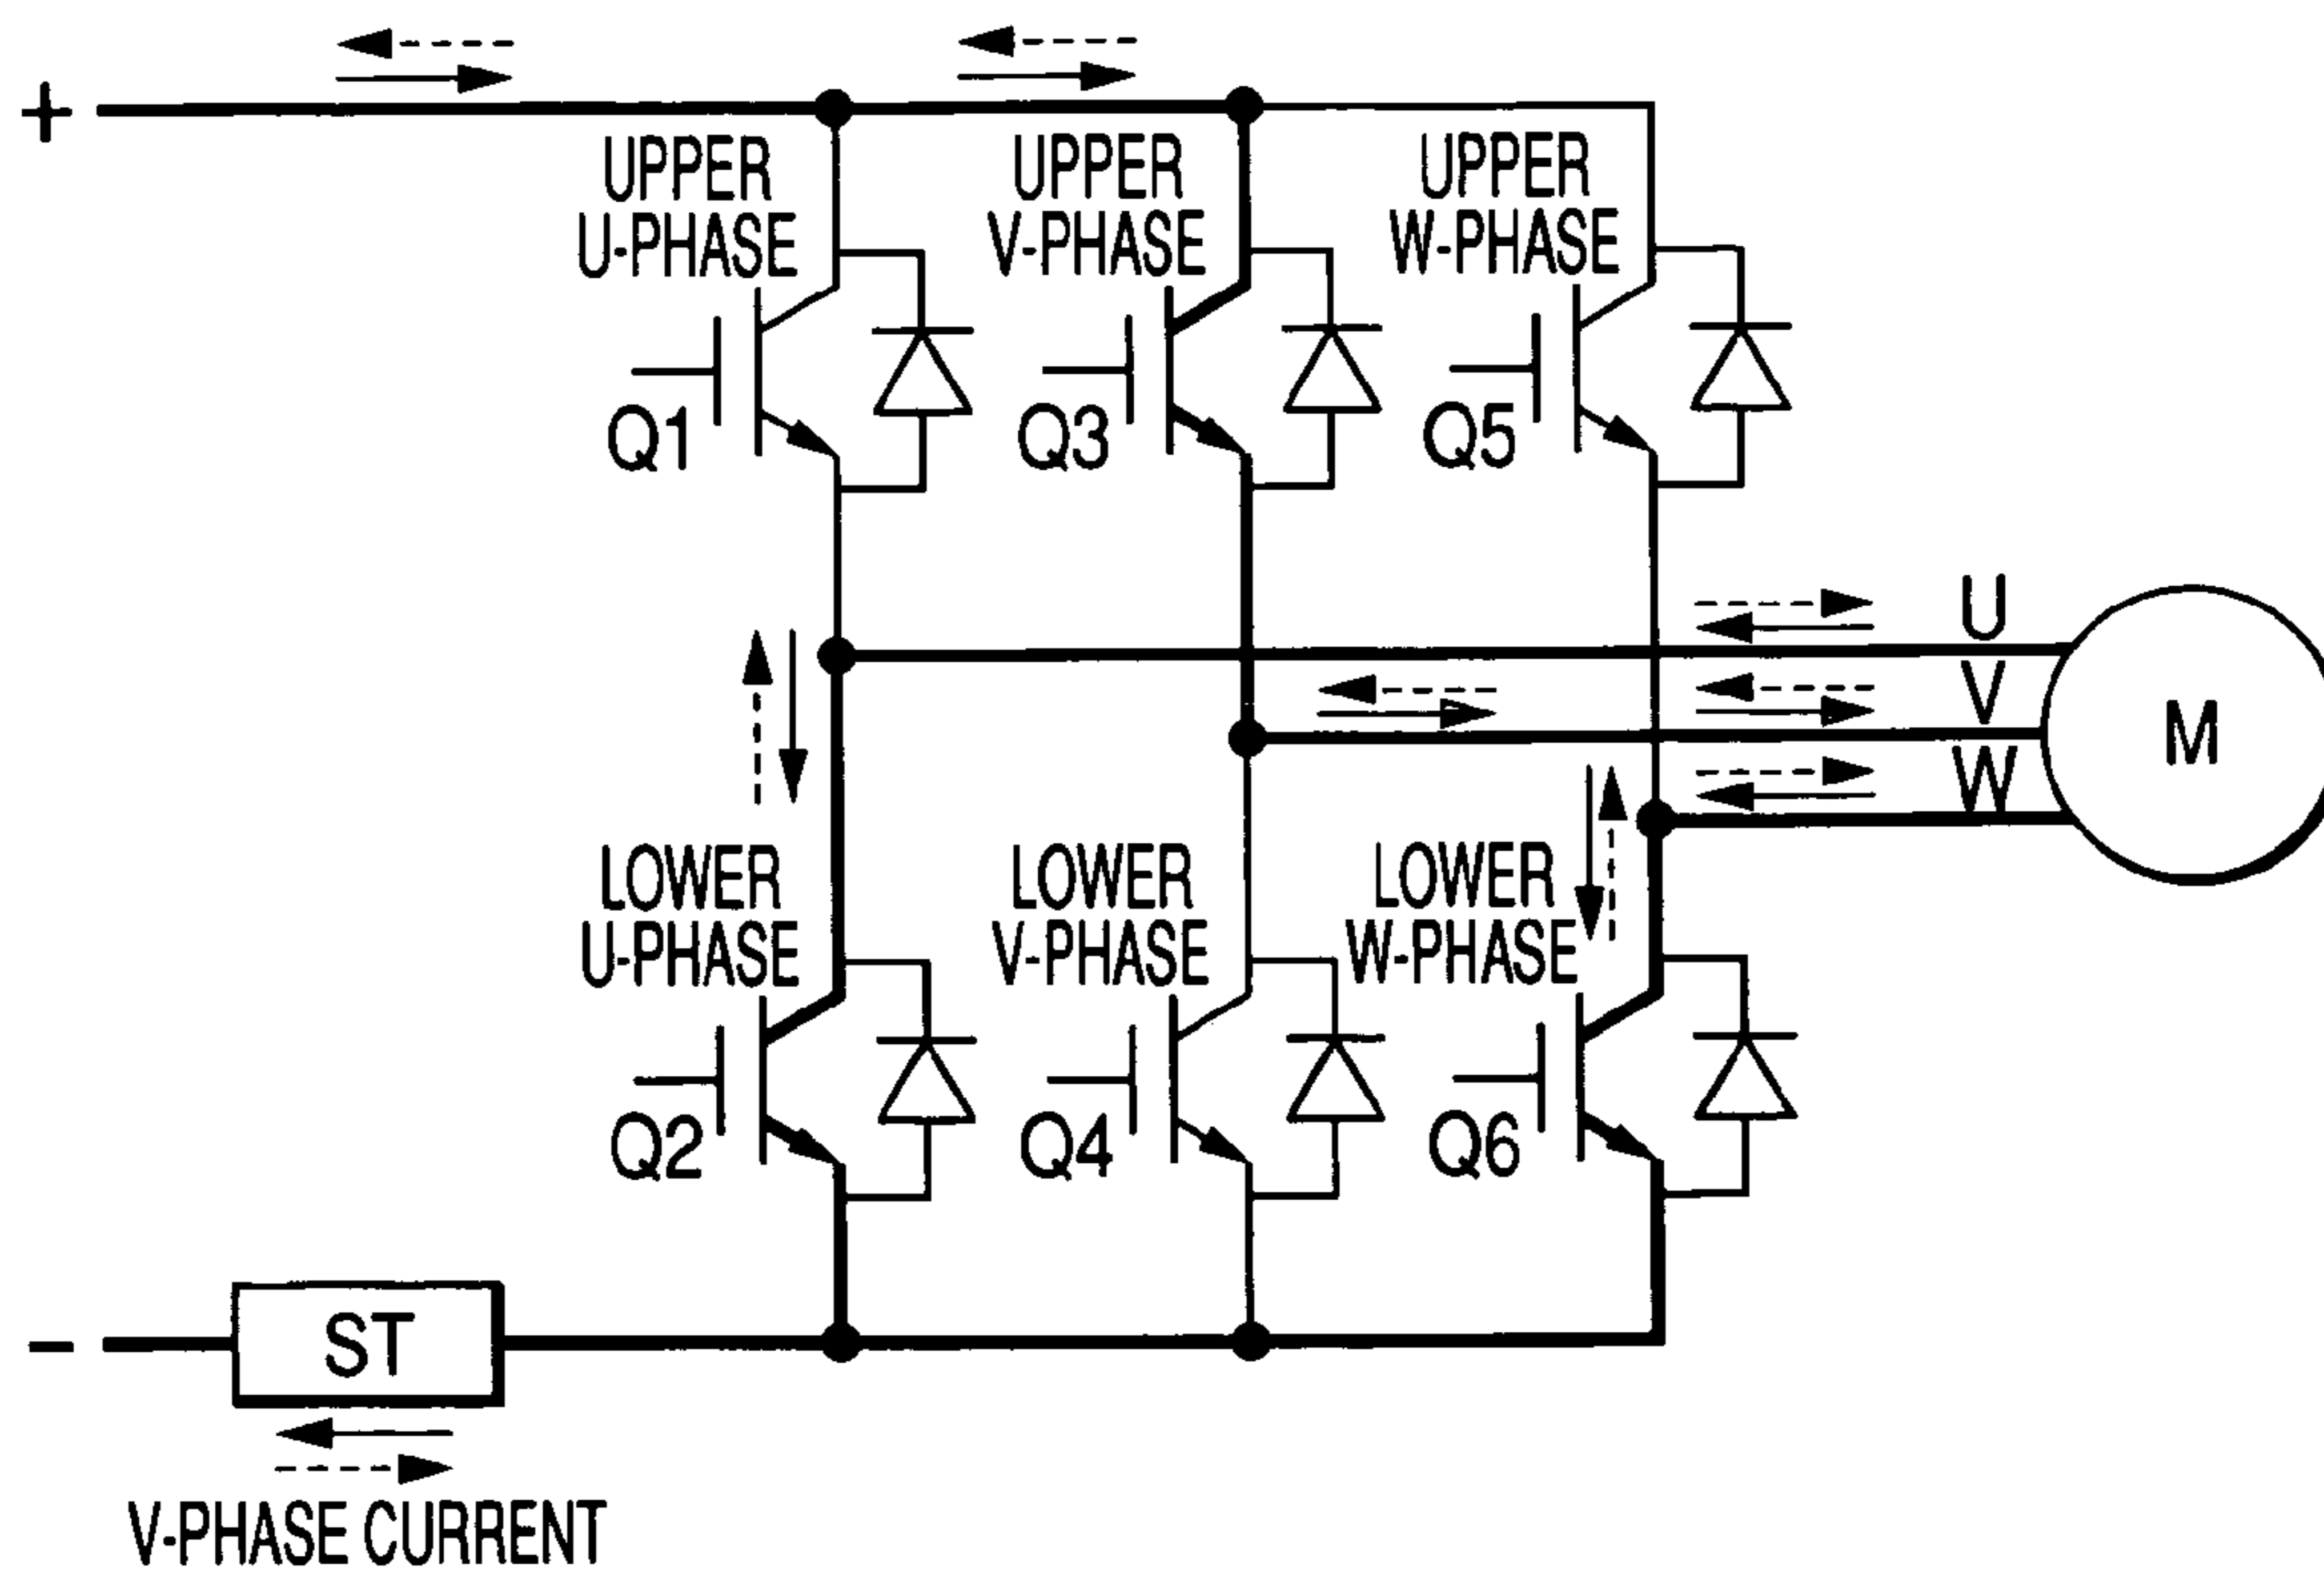 +
UPPER
U-PHASE
UPPER
V-PHASE
UPPER
W-PHASE
Q1
Q3
Q5
U
V
W
M
LOWER
U-PHASE
LOWER
V-PHASE
LOWER
W-PHASE
Q2
Q4
Q6
-
ST
V-PHASE CURRENT